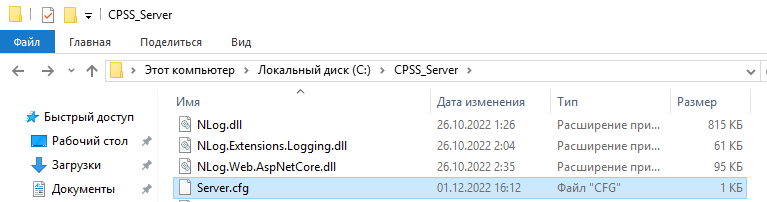 CPSS_Server
Файл Главная Поделиться Вид
Этот компьютер Локальный диск (C:) CPSS_Server
Быстрый доступ
Рабочий стол
Загрузки
Документы
Имя Дата изменения Тип Размер
NLog.dll 26.10.2022 1:26 Расширение при... 815 КБ
NLog.Extensions.Logging.dll 26.10.2022 2:04 Расширение при... 61 КБ
NLog.Web.AspNetCore.dll 26.10.2022 2:35 Расширение при... 95 КБ
Server.cfg 01.12.2022 16:12 Файл "CFG" 1 КБ